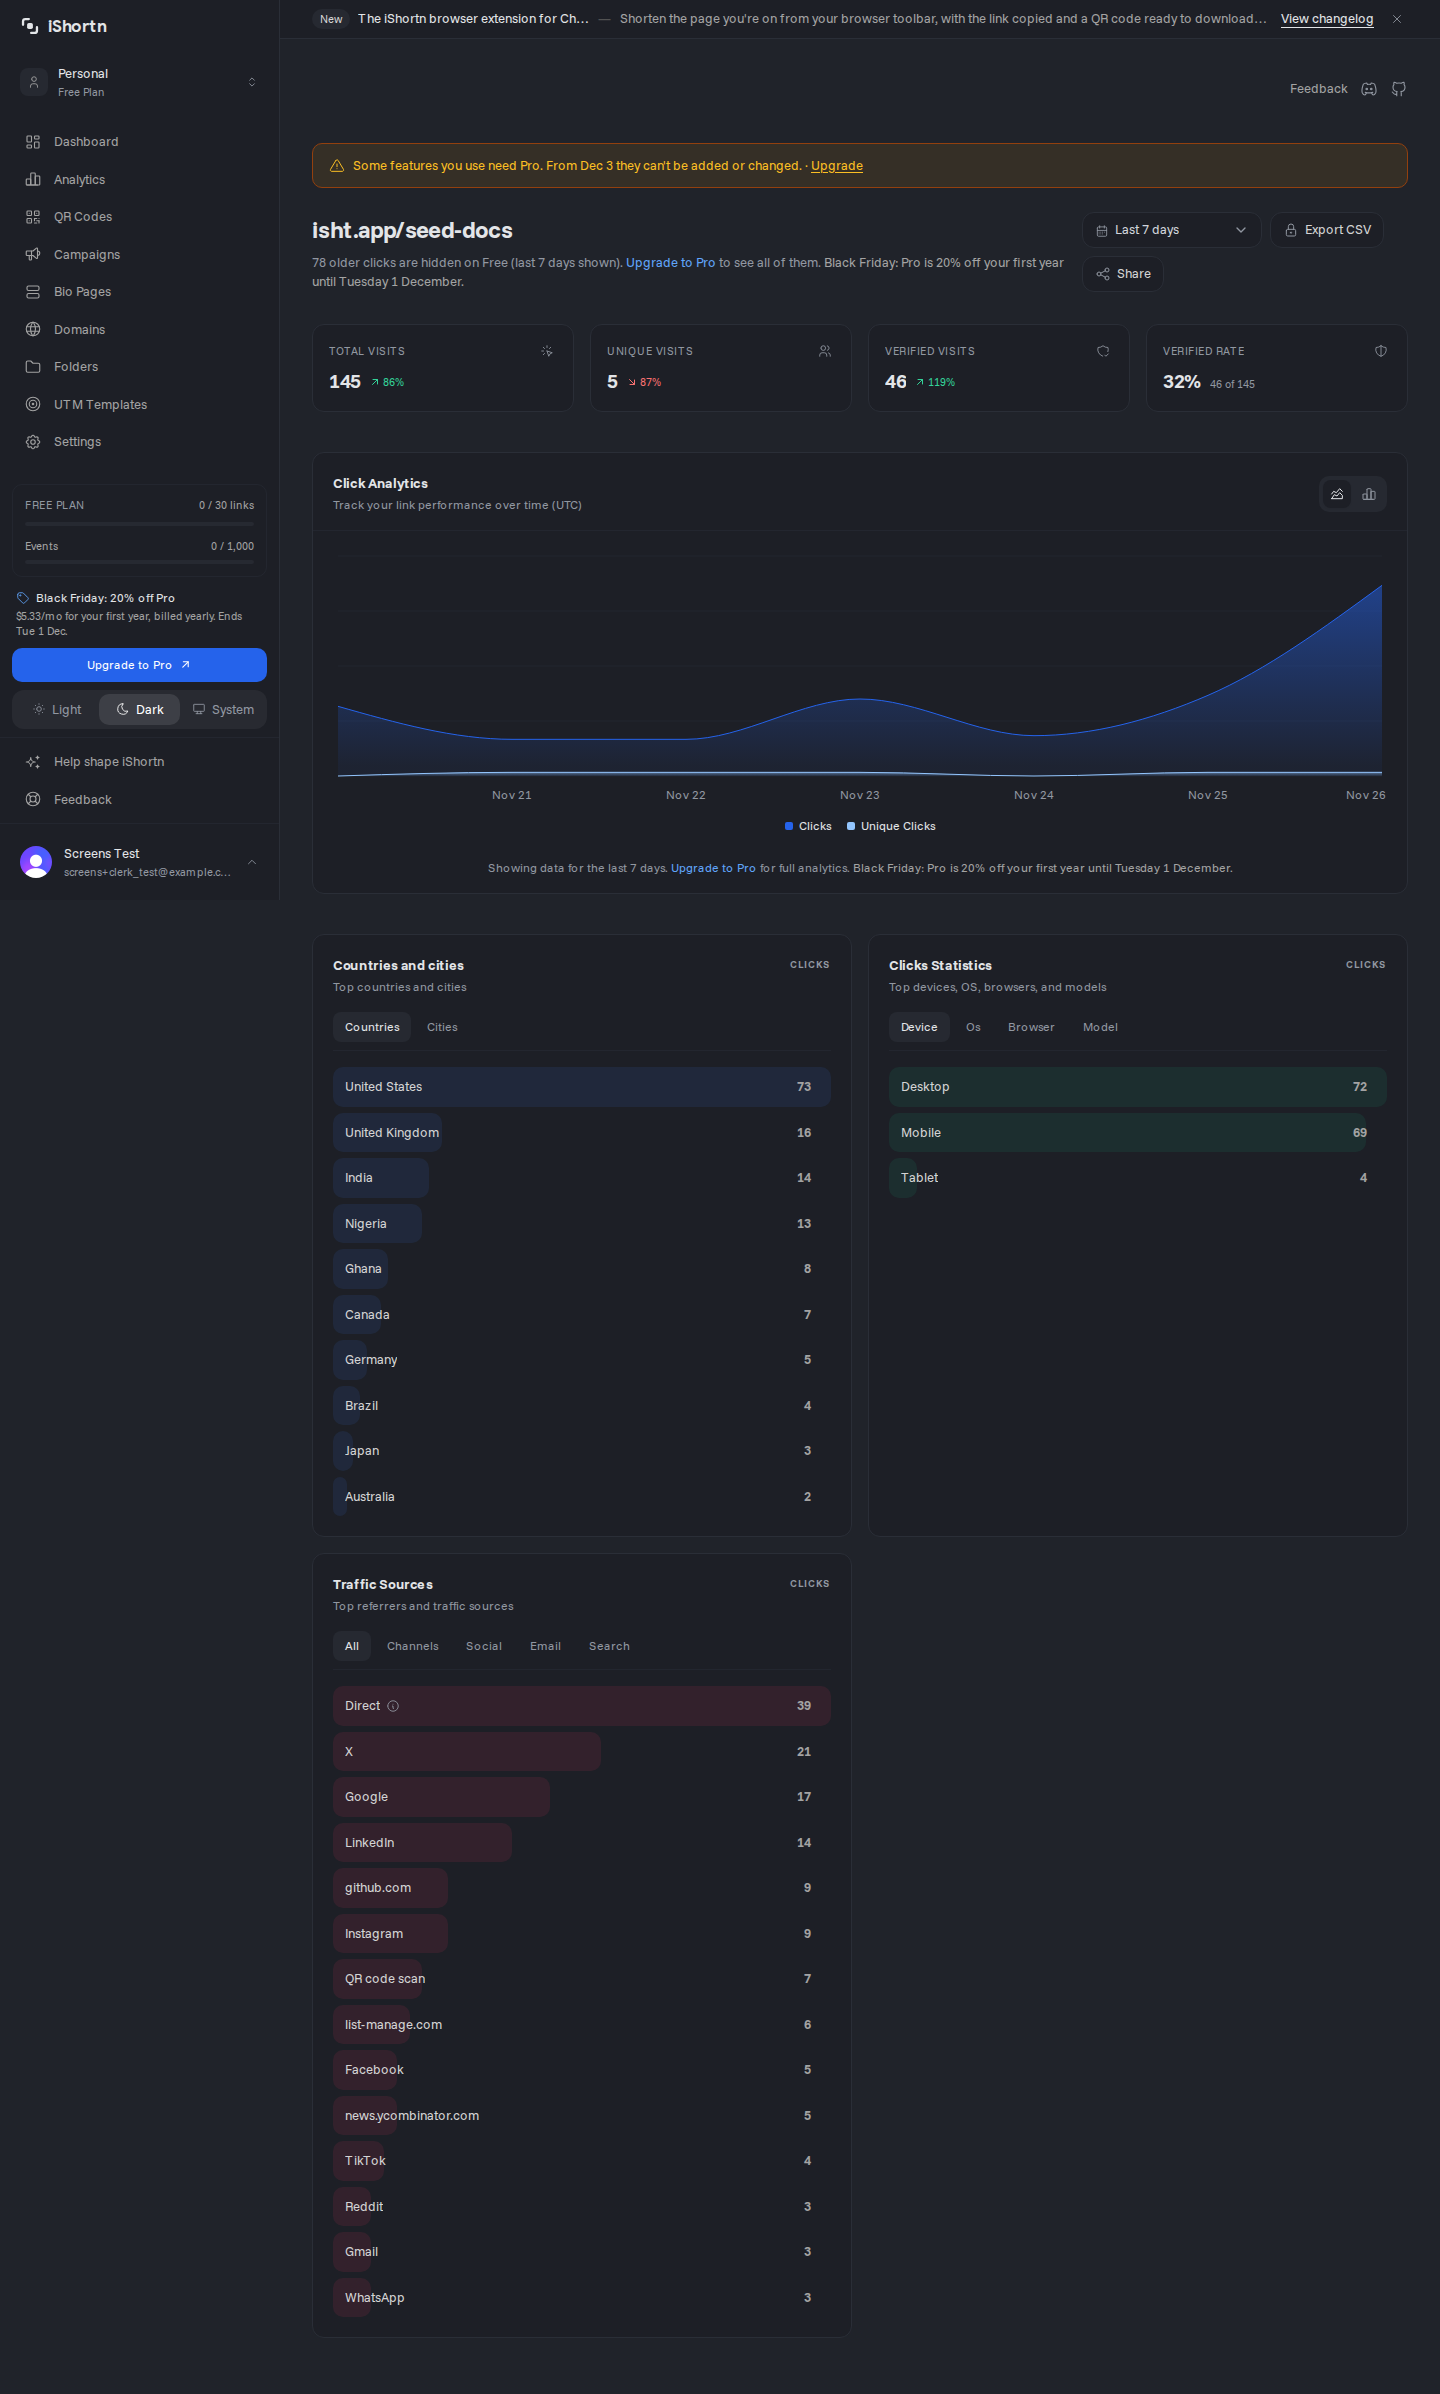 iShortn
Personal
Free Plan
Dashboard
Analytics
QR Codes
Campaigns
Bio Pages
Domains
Folders
UTM Templates
Settings
FREE PLAN 0 / 30 links
Events 0 / 1,000
Black Friday: 20% off Pro
$5.33/mo for your first year, billed yearly. Ends
Tue 1 Dec.
Upgrade to Pro
Light Dark System
Help shape iShortn
Feedback
Screens Test
screens+clerk_test@example.c...
New The iShortn browser extension for Ch... — Shorten the page you're on from your browser toolbar, with the link copied and a QR code ready to download... View changelog
Feedback
Some features you use need Pro. From Dec 3 they can't be added or changed. · Upgrade
isht.app/seed-docs
78 older clicks are hidden on Free (last 7 days shown). Upgrade to Pro to see all of them. Black Friday: Pro is 20% off your first year
until Tuesday 1 December.
Last 7 days Export CSV
Share
TOTAL VISITS
145 86%
UNIQUE VISITS
5 87%
VERIFIED VISITS
46 119%
VERIFIED RATE
32% 46 of 145
Click Analytics
Track your link performance over time (UTC)
Nov 21 Nov 22 Nov 23 Nov 24 Nov 25 Nov 26
Clicks Unique Clicks
Showing data for the last 7 days. Upgrade to Pro for full analytics. Black Friday: Pro is 20% off your first year until Tuesday 1 December.
Countries and cities CLICKS
Top countries and cities
Countries Cities
United States 73
United Kingdom 16
India 14
Nigeria 13
Ghana 8
Canada 7
Germany 5
Brazil 4
Japan 3
Australia 2
Clicks Statistics CLICKS
Top devices, OS, browsers, and models
Device Os Browser Model
Desktop 72
Mobile 69
Tablet 4
Traffic Sources CLICKS
Top referrers and traffic sources
All Channels Social Email Search
Direct 39
X 21
Google 17
LinkedIn 14
github.com 9
Instagram 9
QR code scan 7
list-manage.com 6
Facebook 5
news.ycombinator.com 5
TikTok 4
Reddit 3
Gmail 3
WhatsApp 3